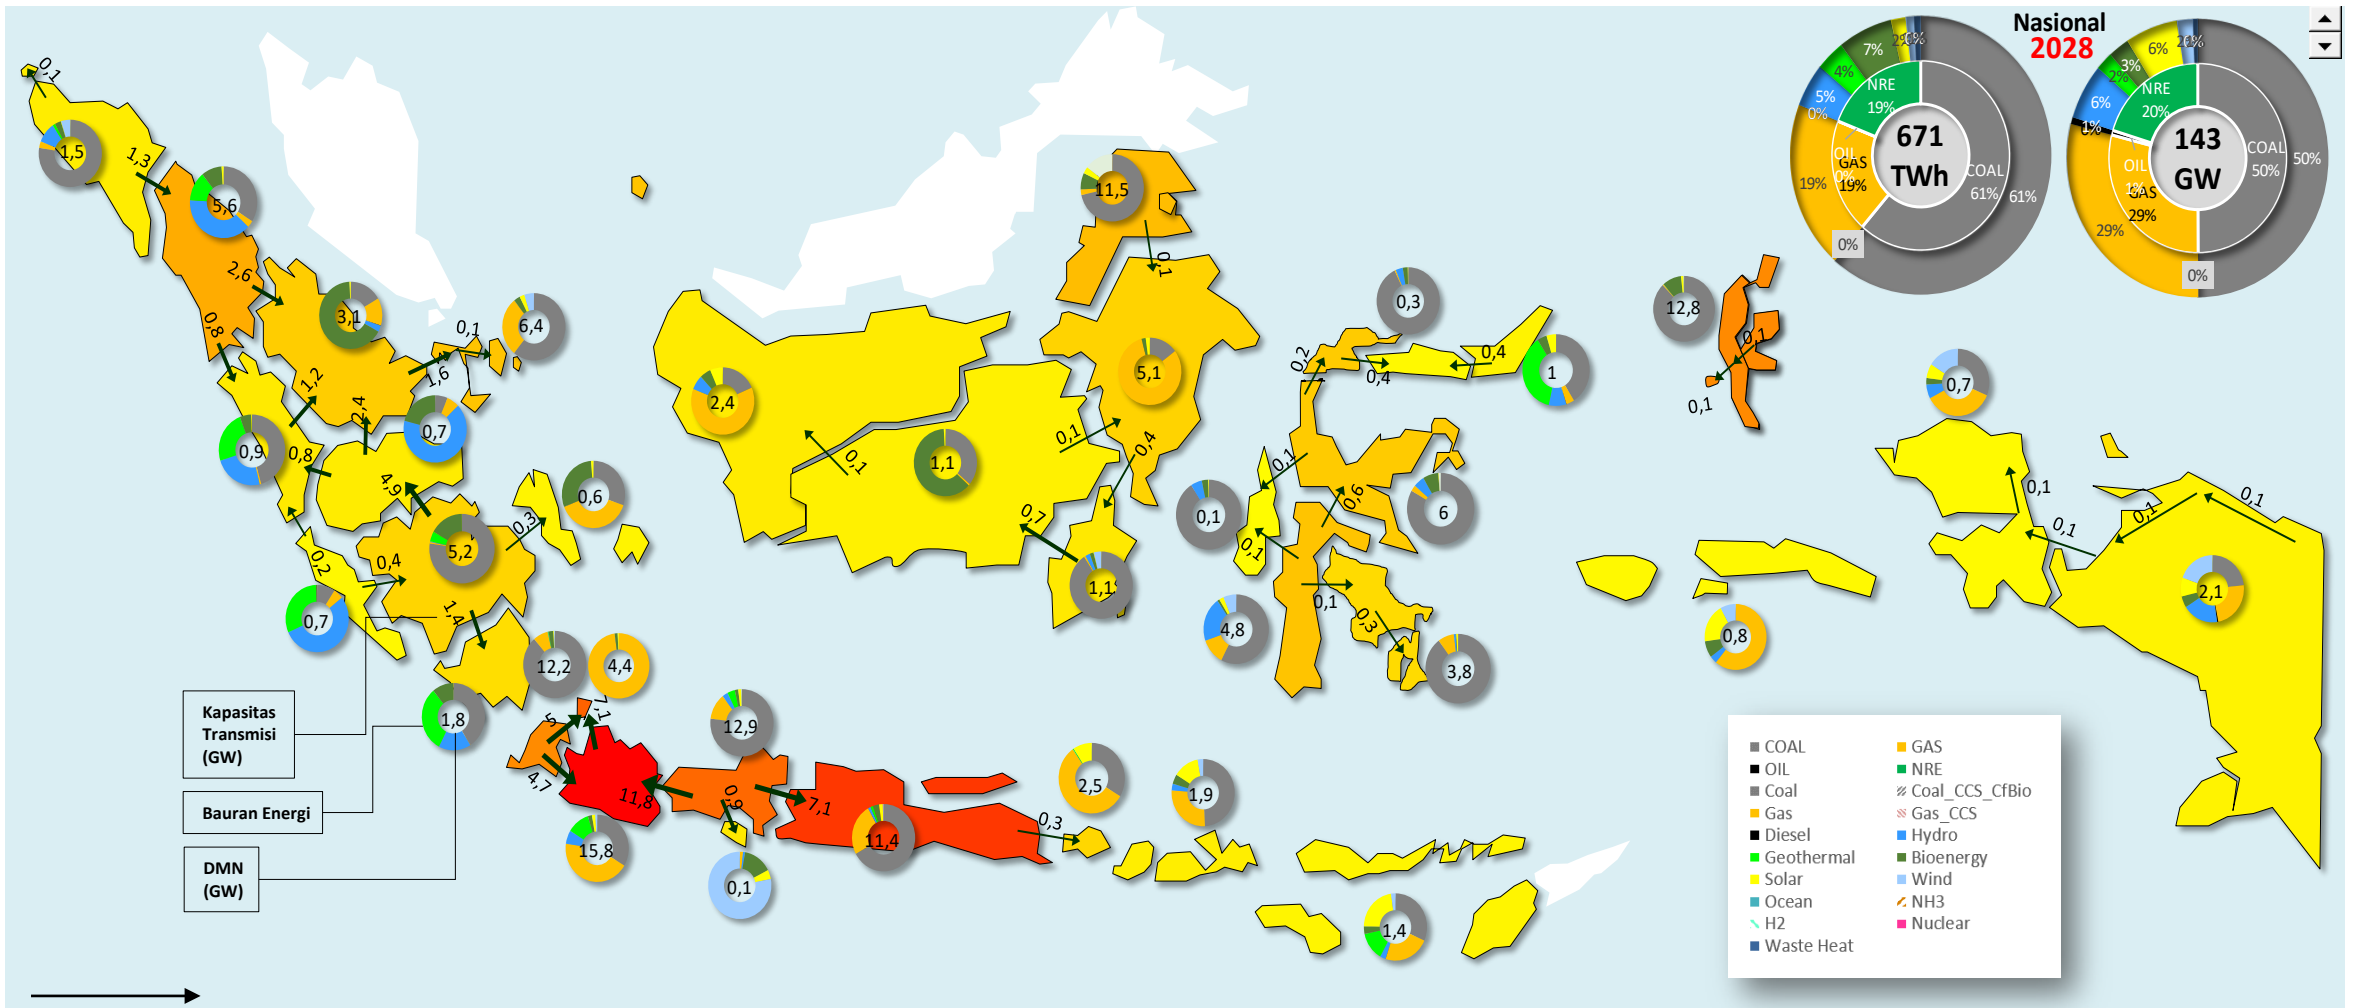 Nasional
2028
7%
2%
4%
5%
0%
19%
0%
NRE
19%
OIL
0%
GAS
19%
COAL
61%
61%
671
TWh
6%
3%
2%
6%
1%
29%
0%
NRE
20%
OIL
1%
GAS
29%
COAL
50%
50%
143
GW
0,1
1,5
1,3
5,6
2,6
0,8
3,1
0,1
6,4
1,6
1,2
2,4
0,7
0,9
0,8
4,9
0,6
0,3
5,2
0,4
0,2
0,7
1,4
12,2
4,4
1,8
5
7,1
4,7
12,9
11,8
0,9
7,1
15,8
0,1
11,4
0,3
2,5
1,9
1,4
11,5
0,1
5,1
2,4
0,1
1,1
0,1
0,4
0,7
1,1
0,3
0,2
0,4
0,4
1
0,1
0,1
0,1
0,6
6
4,8
0,1
0,3
3,8
12,8
0,1
0,1
0,7
0,1
0,1
0,1
0,1
2,1
0,8
Kapasitas
Transmisi
(GW)
Bauran Energi
DMN
(GW)
COAL
GAS
OIL
NRE
Coal
Coal_CCS_CfBio
Gas
Gas_CCS
Diesel
Hydro
Geothermal
Bioenergy
Solar
Wind
Ocean
NH3
H2
Nuclear
Waste Heat